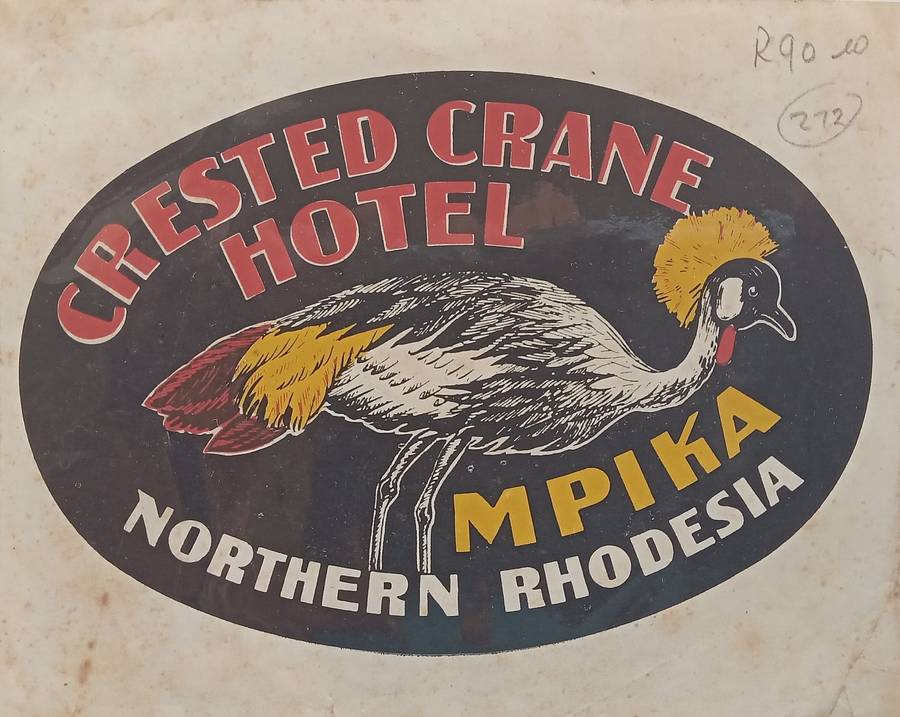 R90.00
272
CRESTED CRANE
HOTEL
MPIKA
NORTHERN RHODESIA